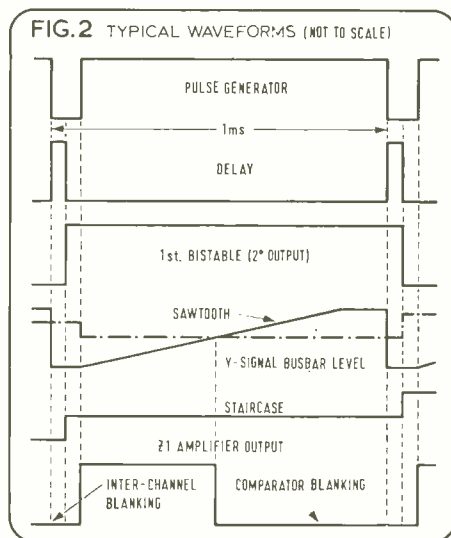 FIG.2 TYPICAL WAVEFORMS (NOT TO SCALE)
PULSE GENERATOR
1ms
DELAY
1st. BISTABLE (2° OUTPUT)
SAWTOOTH
Y-SIGNAL BUSBAR LEVEL
STAIRCASE
Z1 AMPLIFIER OUTPUT
INTER-CHANNEL
BLANKING
COMPARATOR BLANKING